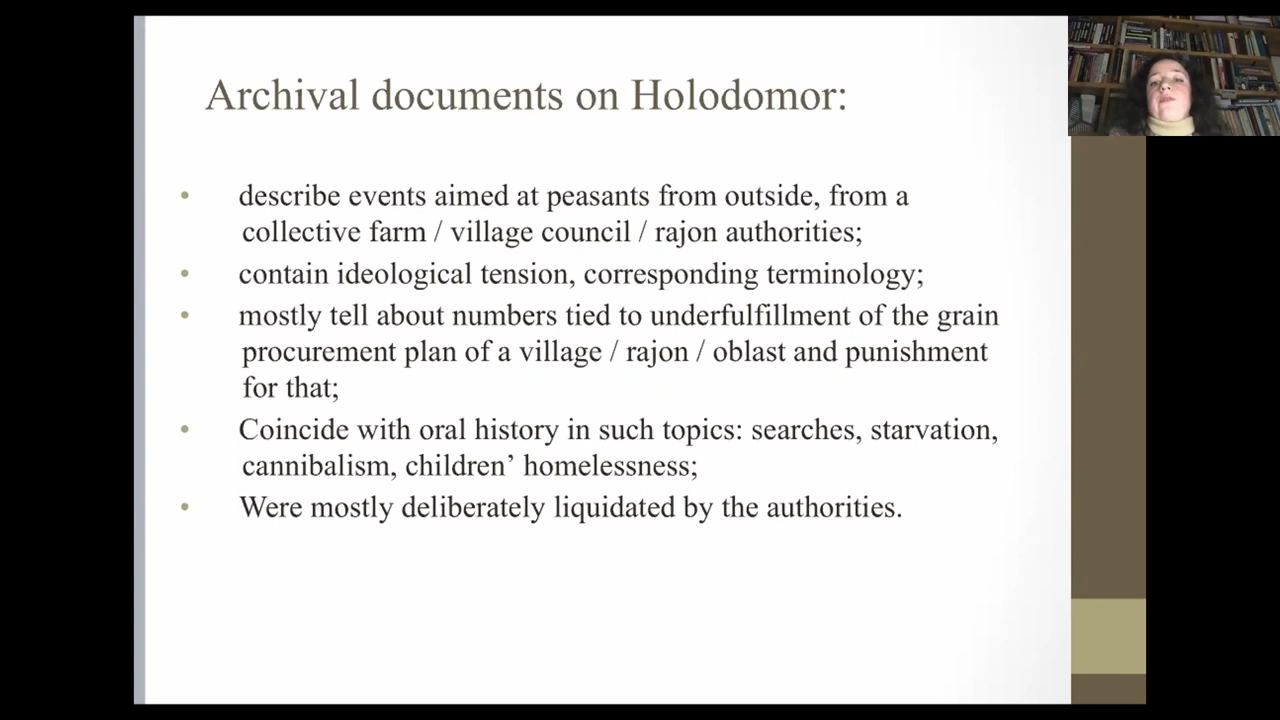 Archival documents on Holodomor:
• describe events aimed at peasants from outside, from a
collective farm / village council / rajon authorities;
• contain ideological tension, corresponding terminology;
• mostly tell about numbers tied to underfulfillment of the grain
procurement plan of a village / rajon / oblast and punishment
for that;
• Coincide with oral history in such topics: searches, starvation,
cannibalism, children’ homelessness;
• Were mostly deliberately liquidated by the authorities.